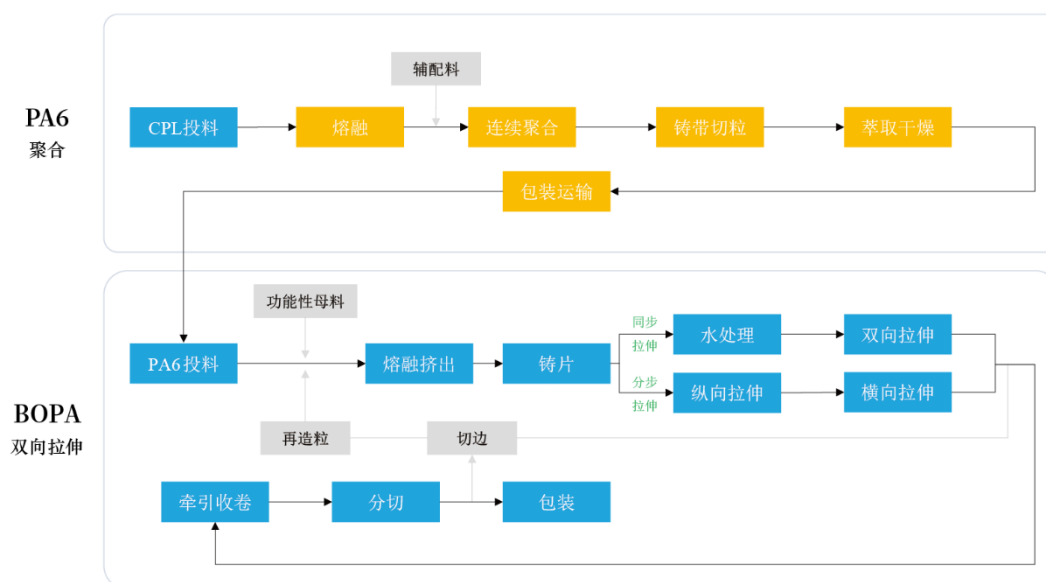 辅配料
PA6
聚合
CPL投料
熔融
连续聚合
铸带切粒
萃取干燥
包装运输
功能性母料
同步
拉伸
水处理
双向拉伸
PA6投料
熔融挤出
铸片
分步
拉伸
纵向拉伸
横向拉伸
BOPA
双向拉伸
再造粒
切边
牵引收卷
分切
包装